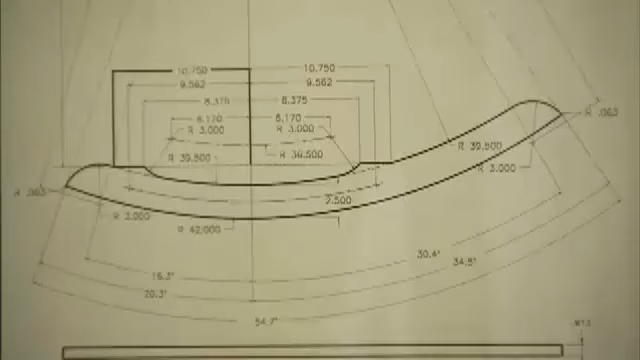 10.750 10.750
9.562 9.562
8.375 8.375
6.170 6.170
R 3.000 R 3.000
R .063
R 39.500 R 39.500 R 39.500
R 3.000
R .063
R 3.000 2.500
R 42.000
30.4°
34.5°
16.3°
20.3°
54.7°